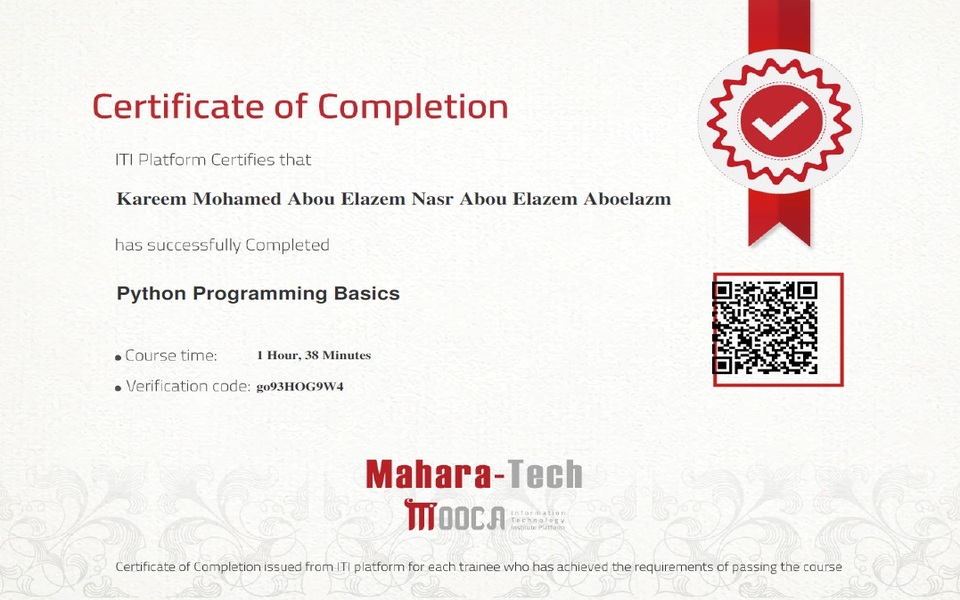 Certificate of Completion
ITI Platform Certifies that
Kareem Mohamed Abou Elazem Nasr Abou Elazem Aboelazm
has successfully Completed
Python Programming Basics
Course time: 1 Hour, 38 Minutes
Verification code: go93HOG9W4
Mahara-Tech
MOOCA
Information
Technology
Institute Platform
Certificate of Completion issued from ITI platform for each trainee who has achieved the requirements of passing the course